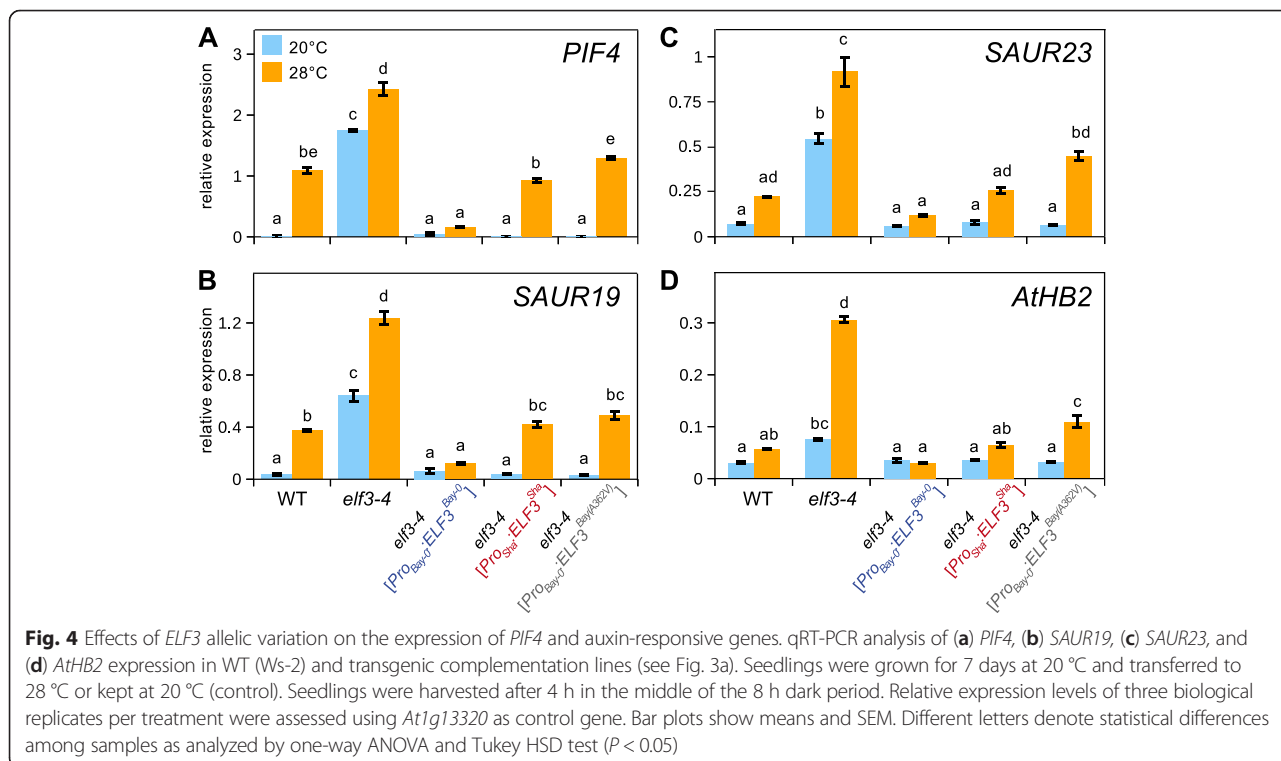 A
20°C
28°C
PIF4
relative expression
3
2
1
0
a be c d a a a b a e
C
SAUR23
1
0.75
0.5
0.25
0
a ad b c a a a ad a bd
B
SAUR19
relative expression
1.2
0.8
0.4
0
a b c d a a a bc a bc
D
AtHB2
0.3
0.2
0.1
0
a ab bc d a a a ab a c
WT
elf3-4
elf3-4 [ProBay-0:ELF3Bay-0]
elf3-4 [ProSha:ELF3Sha]
elf3-4 [ProBay-0:ELF3Bay(A362V)]
WT
elf3-4
elf3-4 [ProBay-0:ELF3Bay-0]
elf3-4 [ProSha:ELF3Sha]
elf3-4 [ProBay-0:ELF3Bay(A362V)]
Fig. 4 Effects of ELF3 allelic variation on the expression of PIF4 and auxin-responsive genes. qRT-PCR analysis of (a) PIF4, (b) SAUR19, (c) SAUR23, and
(d) AtHB2 expression in WT (Ws-2) and transgenic complementation lines (see Fig. 3a). Seedlings were grown for 7 days at 20 °C and transferred to
28 °C or kept at 20 °C (control). Seedlings were harvested after 4 h in the middle of the 8 h dark period. Relative expression levels of three biological
replicates per treatment were assessed using At1g13320 as control gene. Bar plots show means and SEM. Different letters denote statistical differences
among samples as analyzed by one-way ANOVA and Tukey HSD test (P < 0.05)